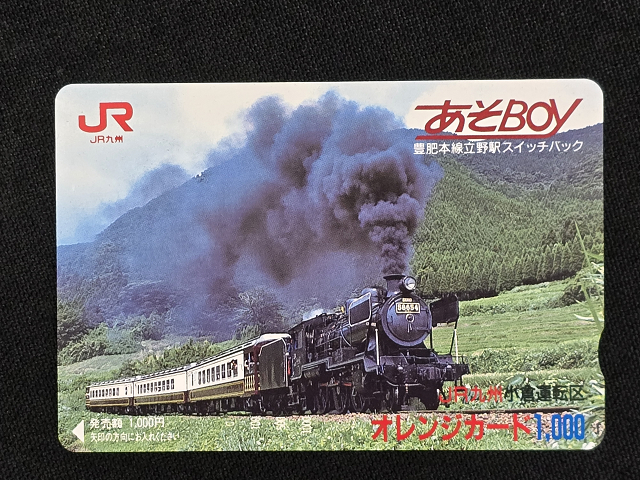 JR
JR九州
あそBOY
豊肥本線立野駅スイッチバック
58654
JR九州小倉運転区
発売額 1,000円
矢印の方向にお入れください
オレンジカード1,000